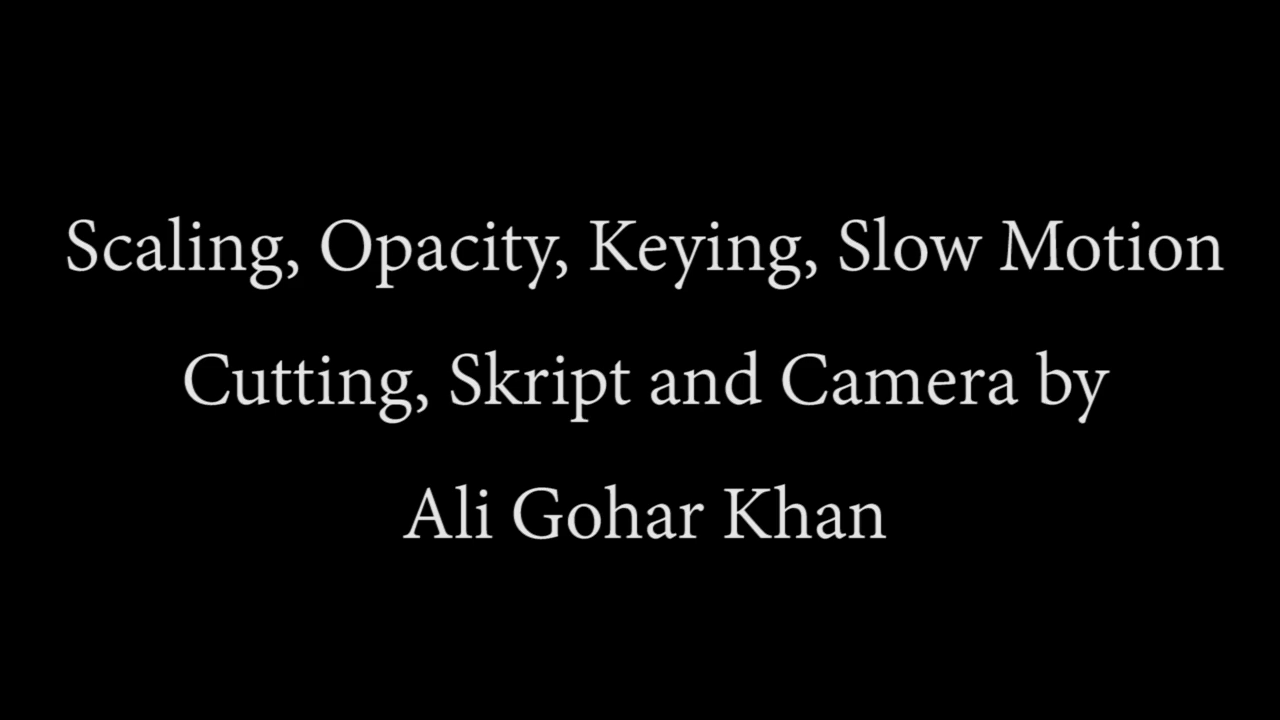 Scaling, Opacity, Keying, Slow Motion
Cutting, Skript and Camera by
Ali Gohar Khan